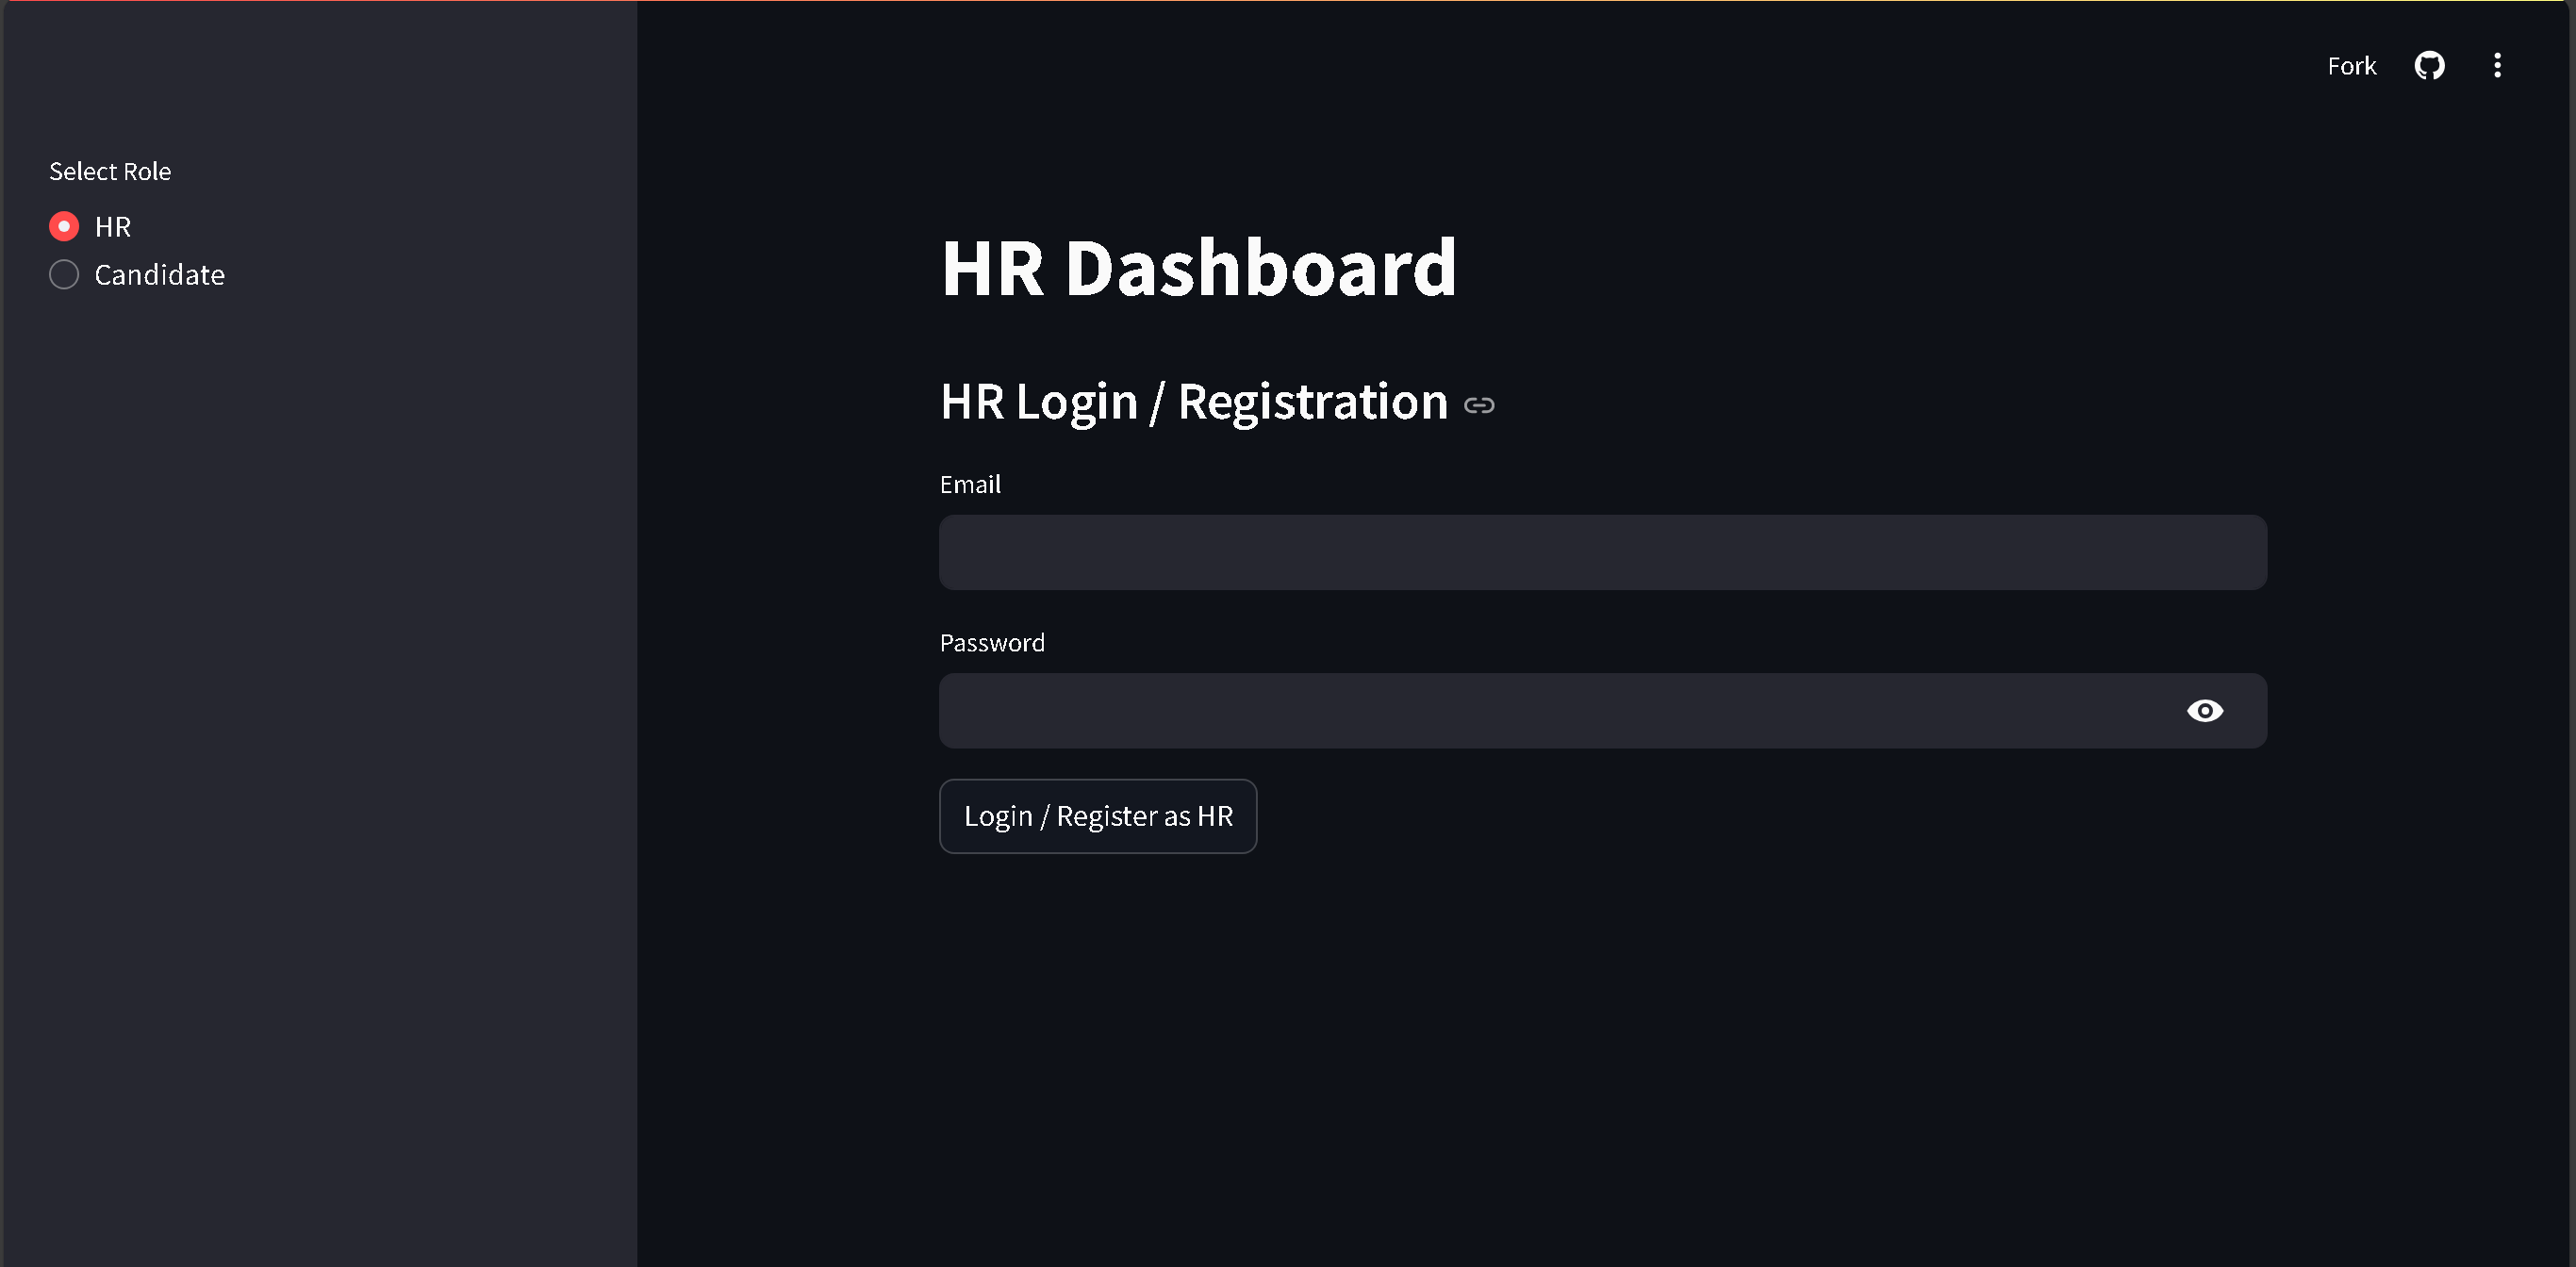 Fork
Select Role
HR
Candidate
HR Dashboard
HR Login / Registration
Email
Password
Login / Register as HR